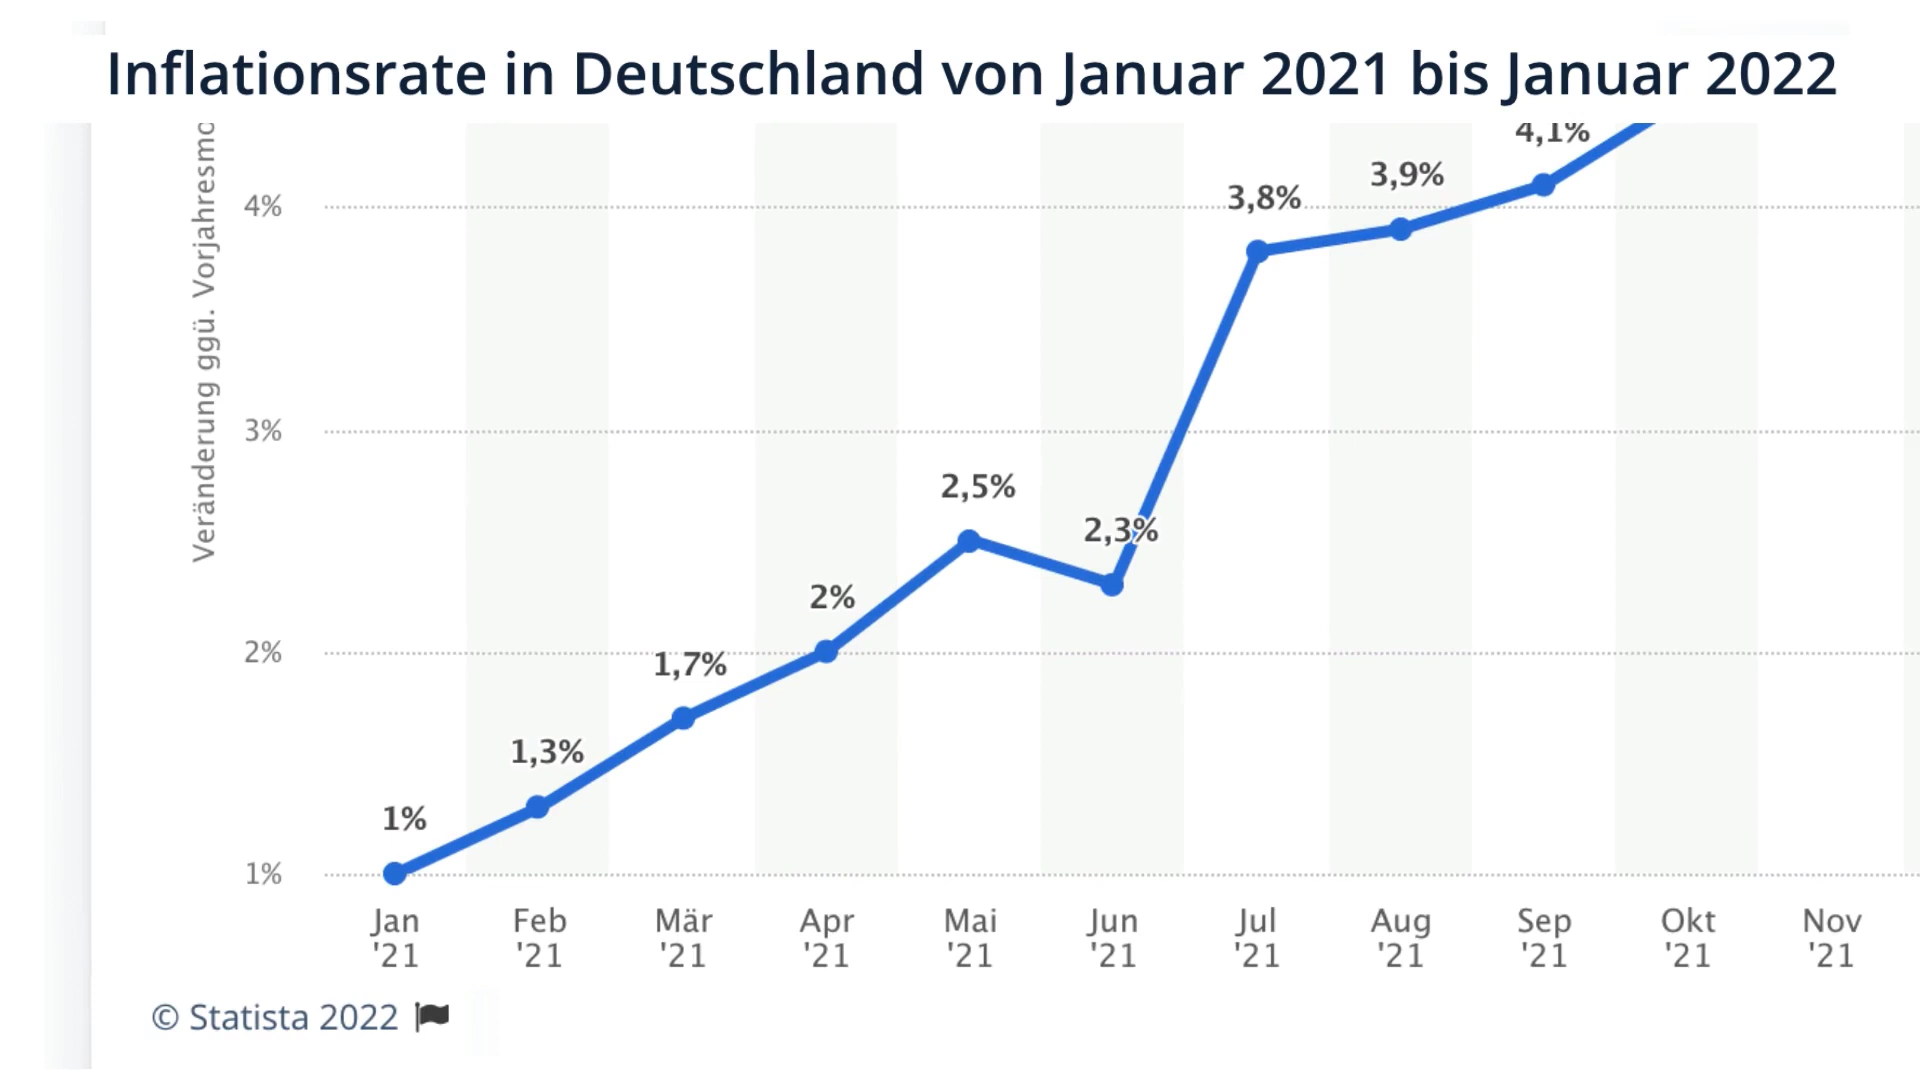 Inflationsrate in Deutschland von Januar 2021 bis Januar 2022
Veränderung ggü.
4%
3%
2%
1%
1%
1,3%
1,7%
2%
2,5%
2,3%
3,8%
3,9%
4,1%
Jan '21
Feb '21
Mär '21
Apr '21
Mai '21
Jun '21
Jul '21
Aug '21
Sep '21
Okt '21
Nov '21
© Statista 2022